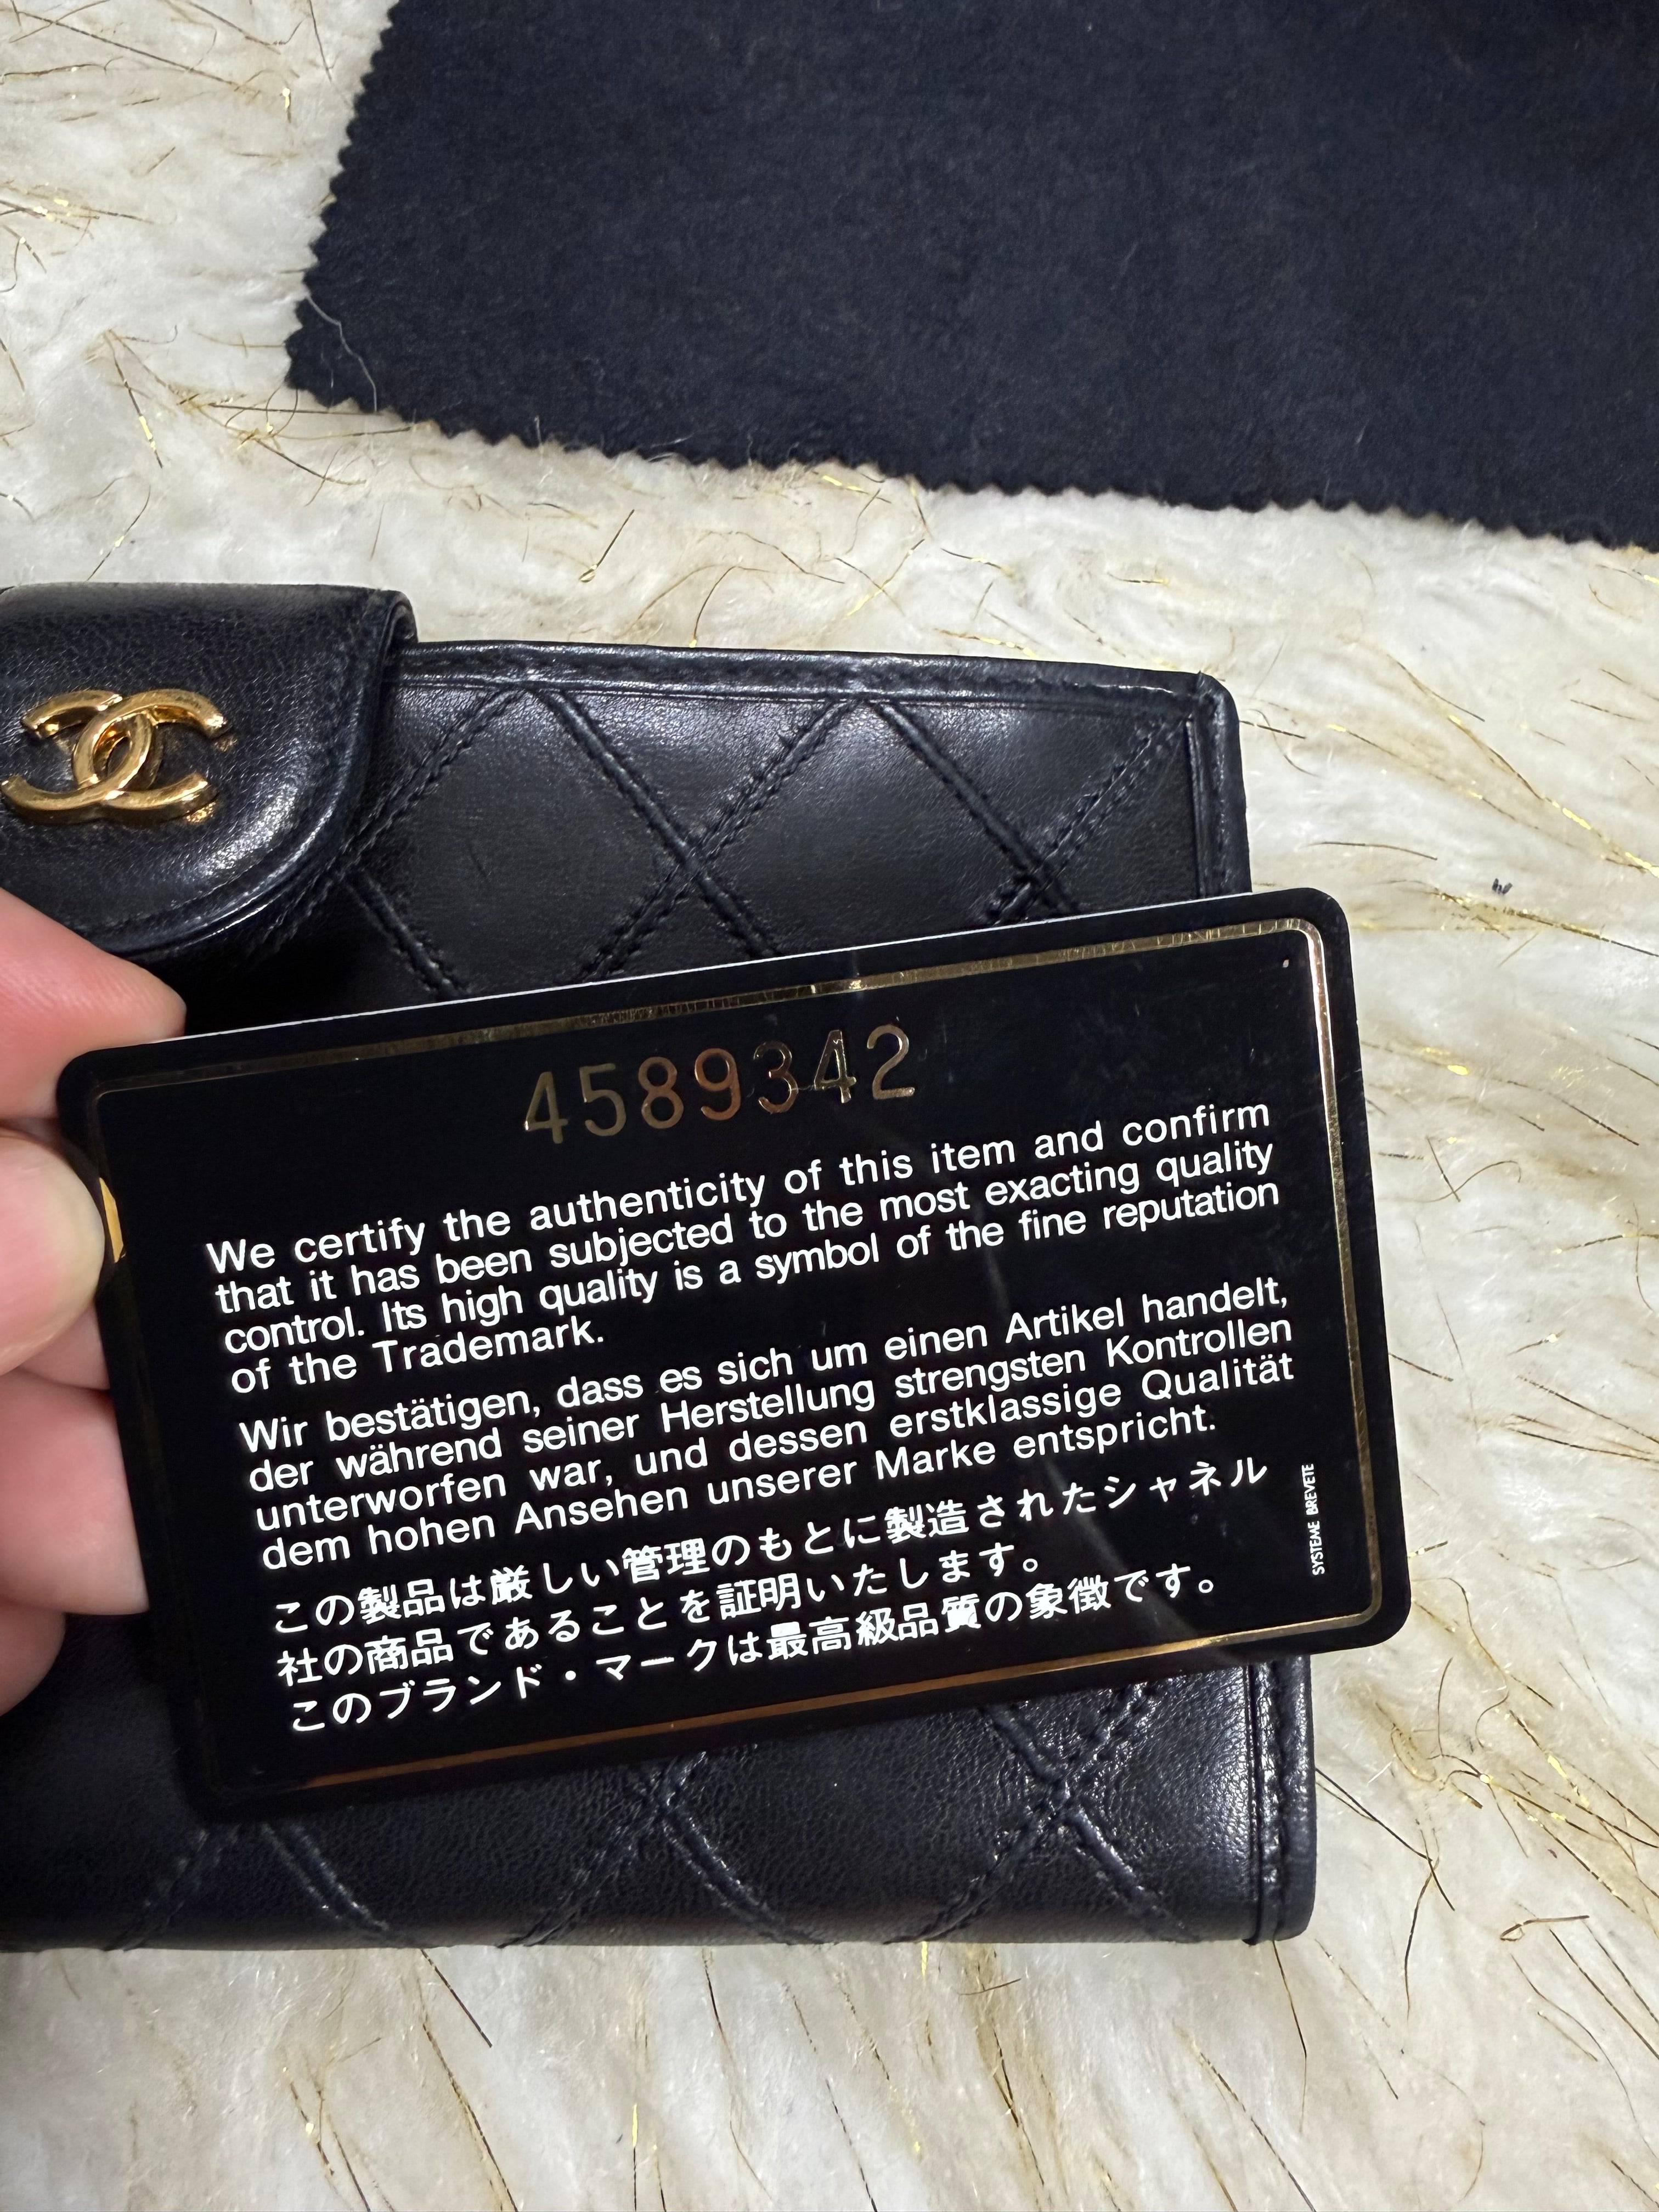 4589342
We certify the authenticity of this item and confirm
that it has been subjected to the most exacting quality
control. Its high quality is a symbol of the fine reputation
of the Trademark.
Wir bestätigen, dass es sich um einen Artikel handelt,
der während seiner Herstellung strengsten Kontrollen
unterworfen war, und dessen erstklassige Qualität
dem hohen Ansehen unserer Marke entspricht.
この製品は厳しい管理のもとに製造されたシャネル
社の商品であることを証明いたします。
このブランド・マークは最高級品質の象徴です。
SYSTEME BREVETE